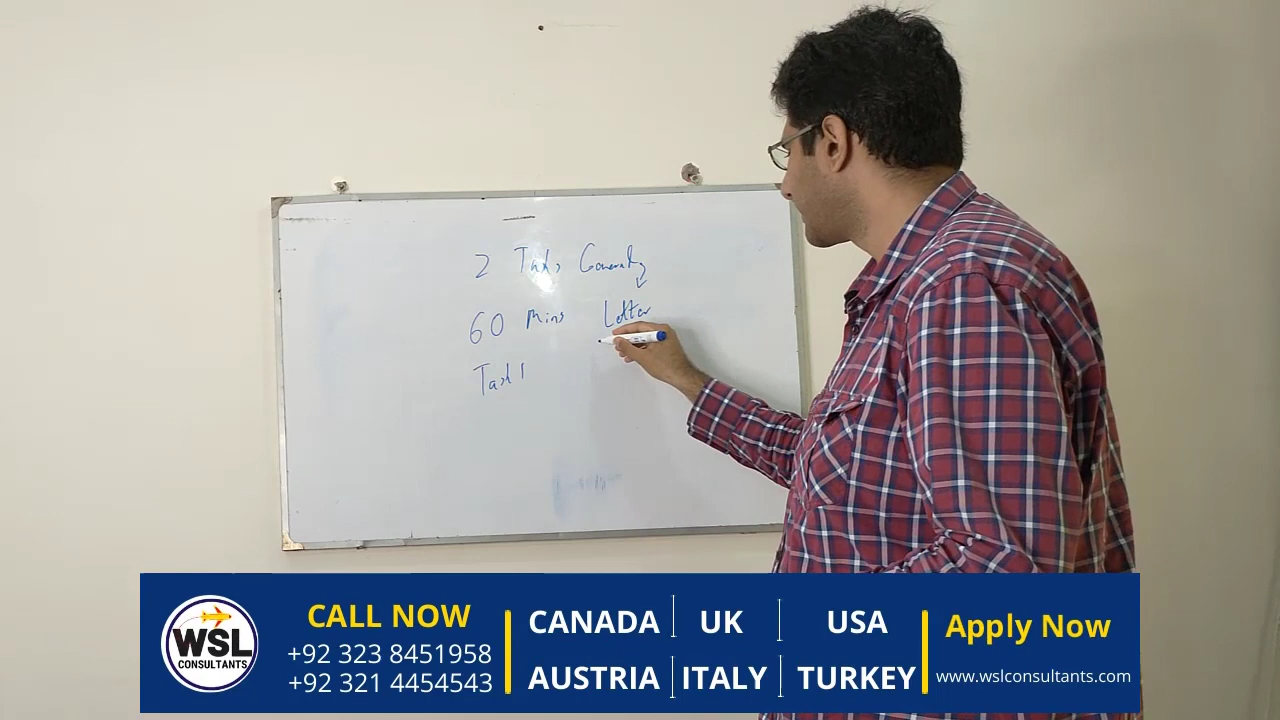 2 Tasks General
60 Mins Letter
Task 1
WSL
CONSULTANTS
CALL NOW
+92 323 8451958
+92 321 4454543
CANADA UK USA
AUSTRIA ITALY TURKEY
Apply Now
www.wslconsultants.com